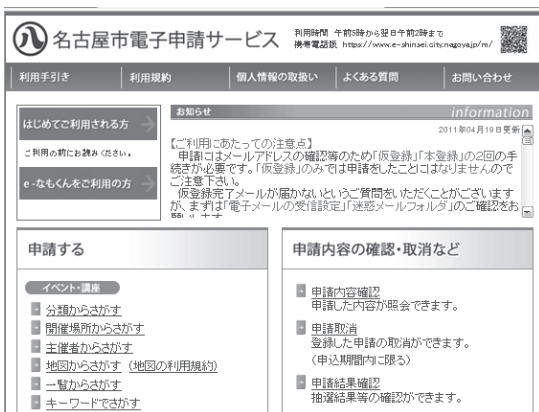 八 名古屋市電子申請サービス
利用時間 午前5時から翌日午前2時まで
携帯電話版 https://www.e-shinsei.city.nagoya.jp/m/
利用手引き 利用規約 個人情報の取扱い よくある質問 お問い合わせ
はじめてご利用される方
ご利用の前にお読みください。
e-なもくんをご利用の方
お知らせ information
2011年04月19日更新
【ご利用にあたっての注意点】
申請にはメールアドレスの確認等のため「仮登録」「本登録」の2回の手
続きが必要です。「仮登録」のみでは申請をしたことにはなりませんので
ご注意下さい。
仮登録完了メールが届かないというご質問をいただくことがございます
が、まずは「電子メールの受信設定」「迷惑メールフォルダ」のご確認をお
願いします
申請する
イベント・講座
分類からさがす
開催場所からさがす
主催者からさがす
地図からさがす (地図の利用規約)
一覧からさがす
キーワードでさがす
申請内容の確認・取消など
申請内容確認
申請した内容が照会できます。
申請取消
登録した申請の取消ができます。
(申込期間内に限る)
申請結果確認
抽選結果等の確認ができます。